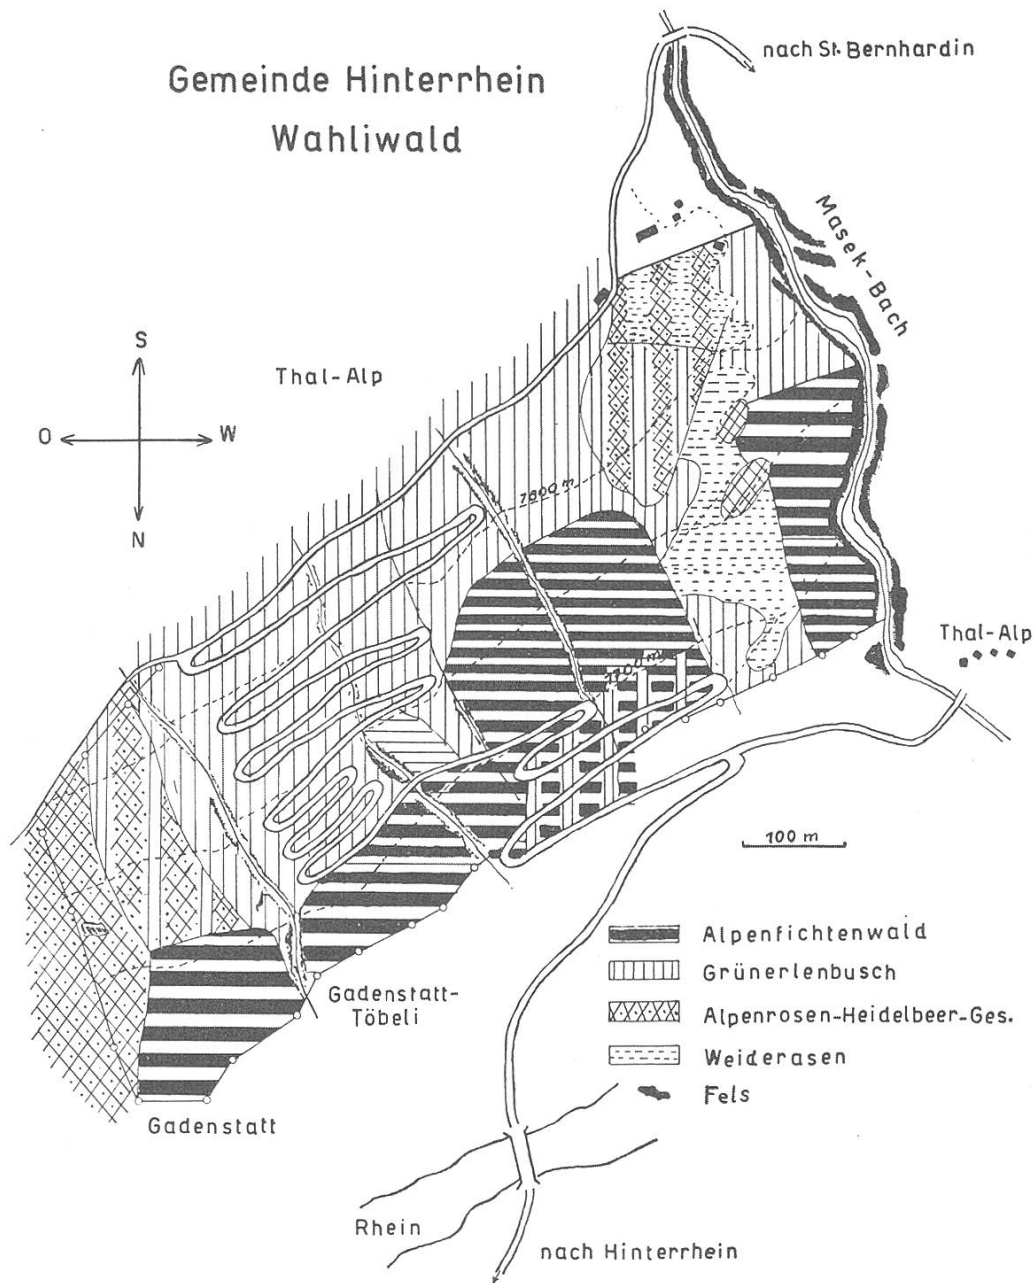 Gemeinde Hinterrhein
Wahliwald
nach St. Bernhardin
Masek-Bach
S
O
W
N
Thal-Alp
1800 m
1700 m
Thal-Alp
100 m
Alpenfichtenwald
Grünerlenbusch
Alpenrosen-Heidelbeer-Ges.
Weiderasen
Fels
Gadenstatt-
Töbeli
Gadenstatt
Rhein
nach Hinterrhein